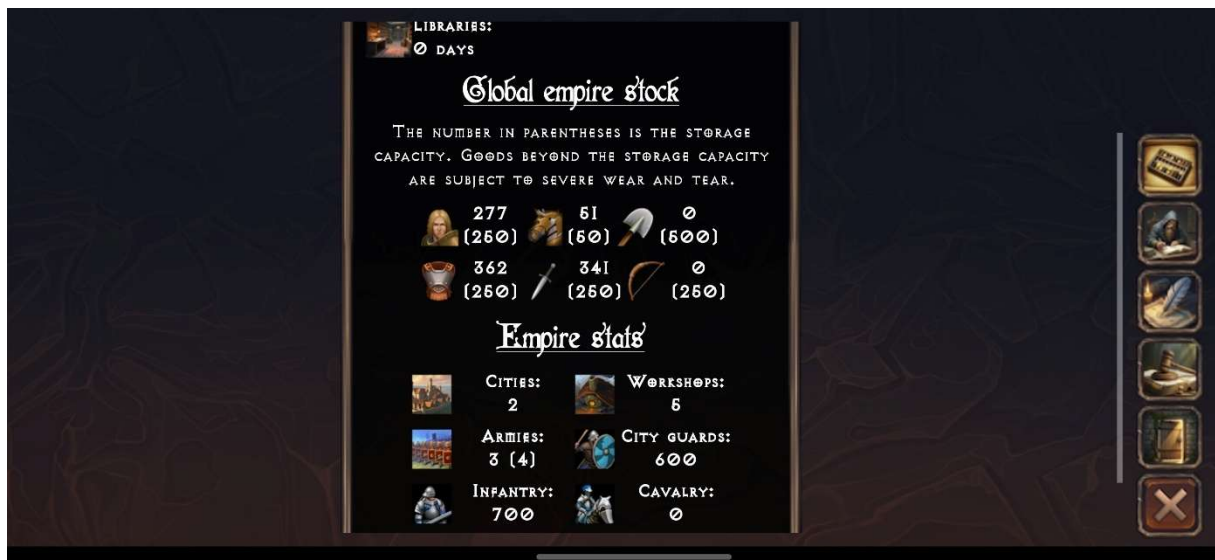 Libraries:
0 days
Global empire stock
The number in parentheses is the storage
capacity. Goods beyond the storage capacity
are subject to severe wear and tear.
277 51 0
(250) (50) (500)
362 341 0
(250) (250) (250)
Empire stats
Cities: Workshops:
2 5
Armies: City guards:
3 (4) 600
Infantry: Cavalry:
700 0